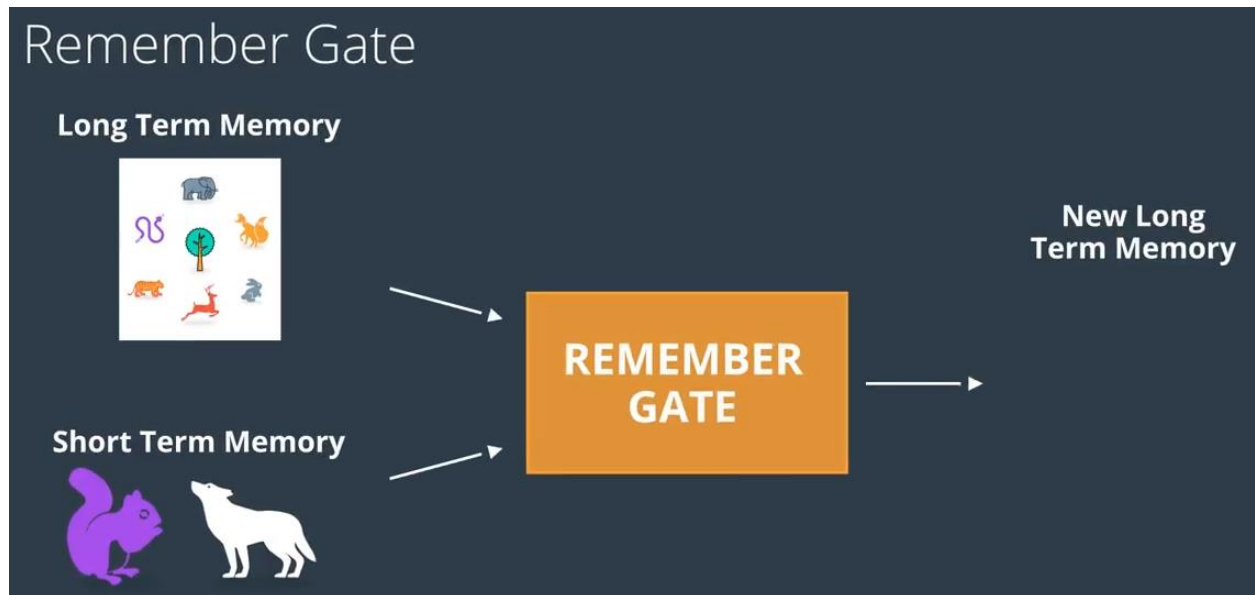 Remember Gate
Long Term Memory
Short Term Memory
REMEMBER
GATE
New Long
Term Memory